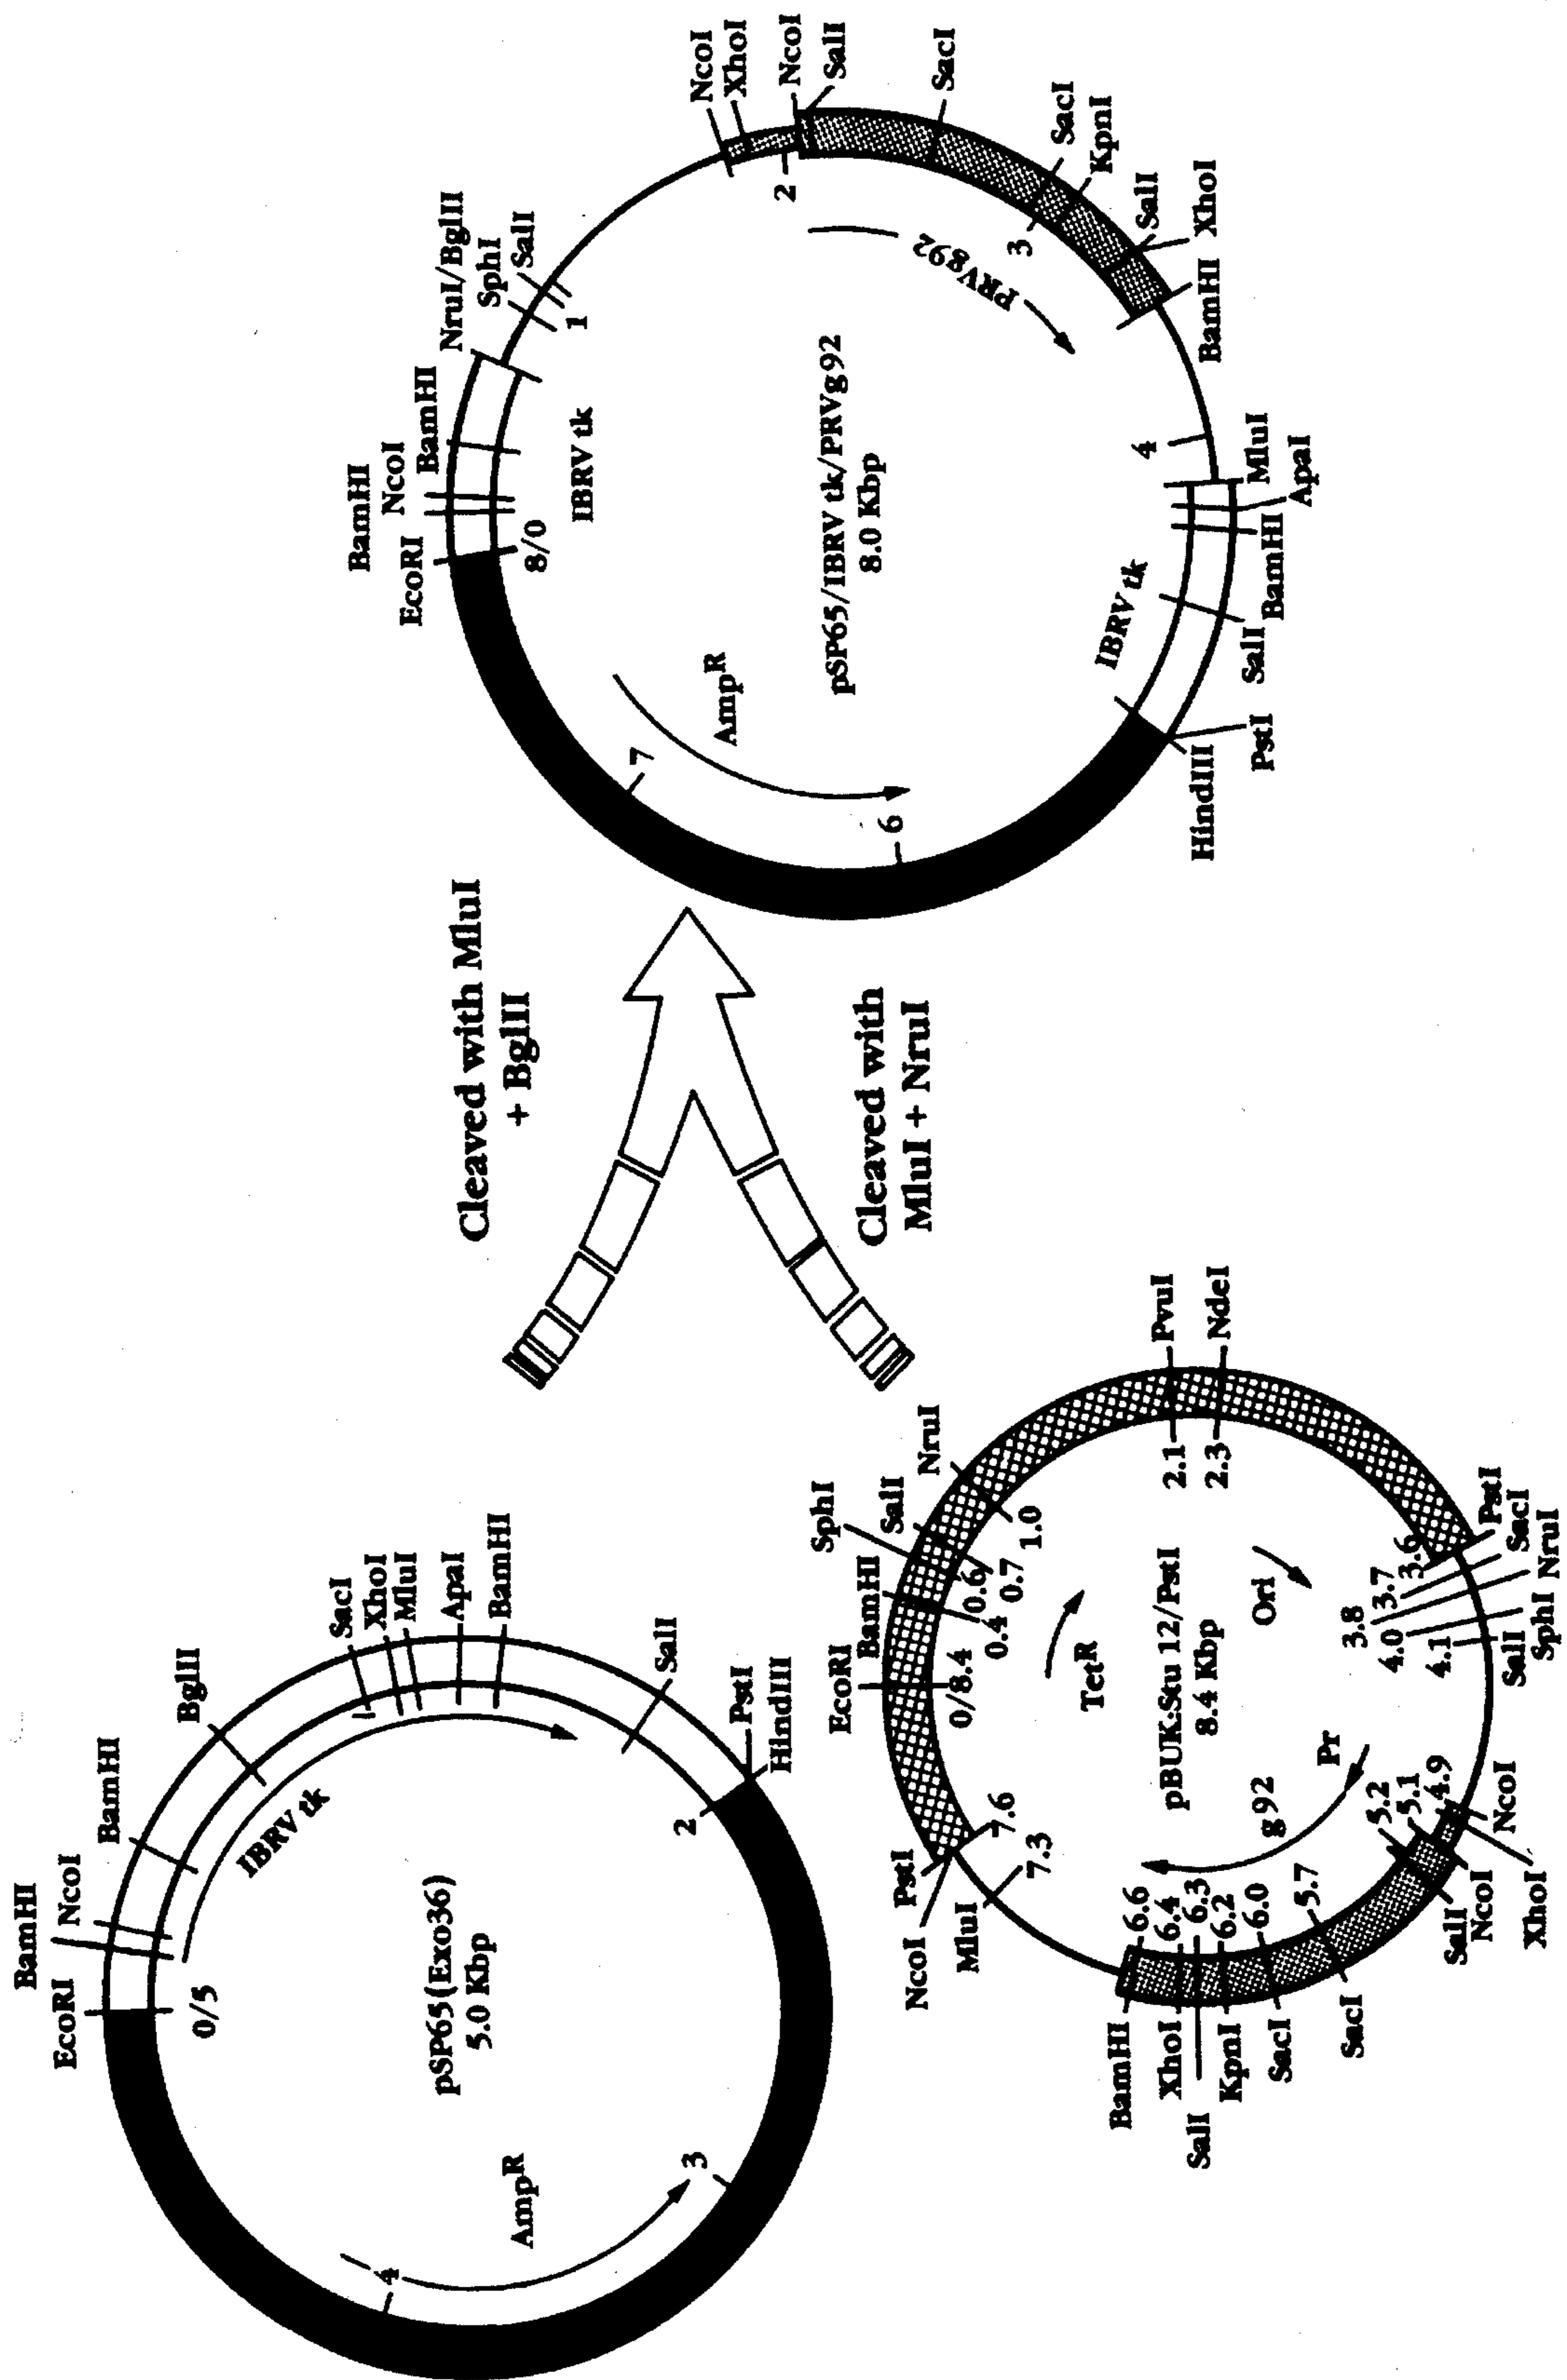 BamHI
NcoI
EcoRI
BamHI
BglII
SacI
XhoI
MluI
ApaI
BamHI
SalI
PstI
HindIII
0/5
1
2
3
4
IBRV tk
AmpR
pSP65(Exo36)
5.0 Kbp
Cleaved with MluI
+ BglII
Cleaved with
MluI + NruI
EcoRI
BamHI
SphI
SalI
NruI
PvuI
NdeI
PstI
SacI
NruI
SphI
SalI
NcoI
XhoI
NcoI
SalI
SacI
SacI
KpnI
SalI
XhoI
BamHI
MluI
NcoI
PstI
0/8.4
0.4
0.6
0.7
1.0
2.1
2.3
3.6
3.7
3.8
4.0
4.1
4.9
5.1
5.2
5.7
6.0
6.2
6.3
6.4
6.6
7.3
7.6
TetR
Ori
Pr
g92
pBUK:Stu 12/PstI
8.4 Kbp
EcoRI
BamHI
NcoI
BamHI
NruI/BglII
SphI
SalI
NcoI
XhoI
NcoI
SalI
SacI
SacI
KpnI
SalI
XhoI
BamHI
MluI
ApaI
BamHI
SalI
PstI
HindIII
8/0
1
2
3
4
6
7
IBRV tk
PRVg92
IBRV tk
AmpR
pSP65/IBRV tk/PRVg92
8.0 Kbp